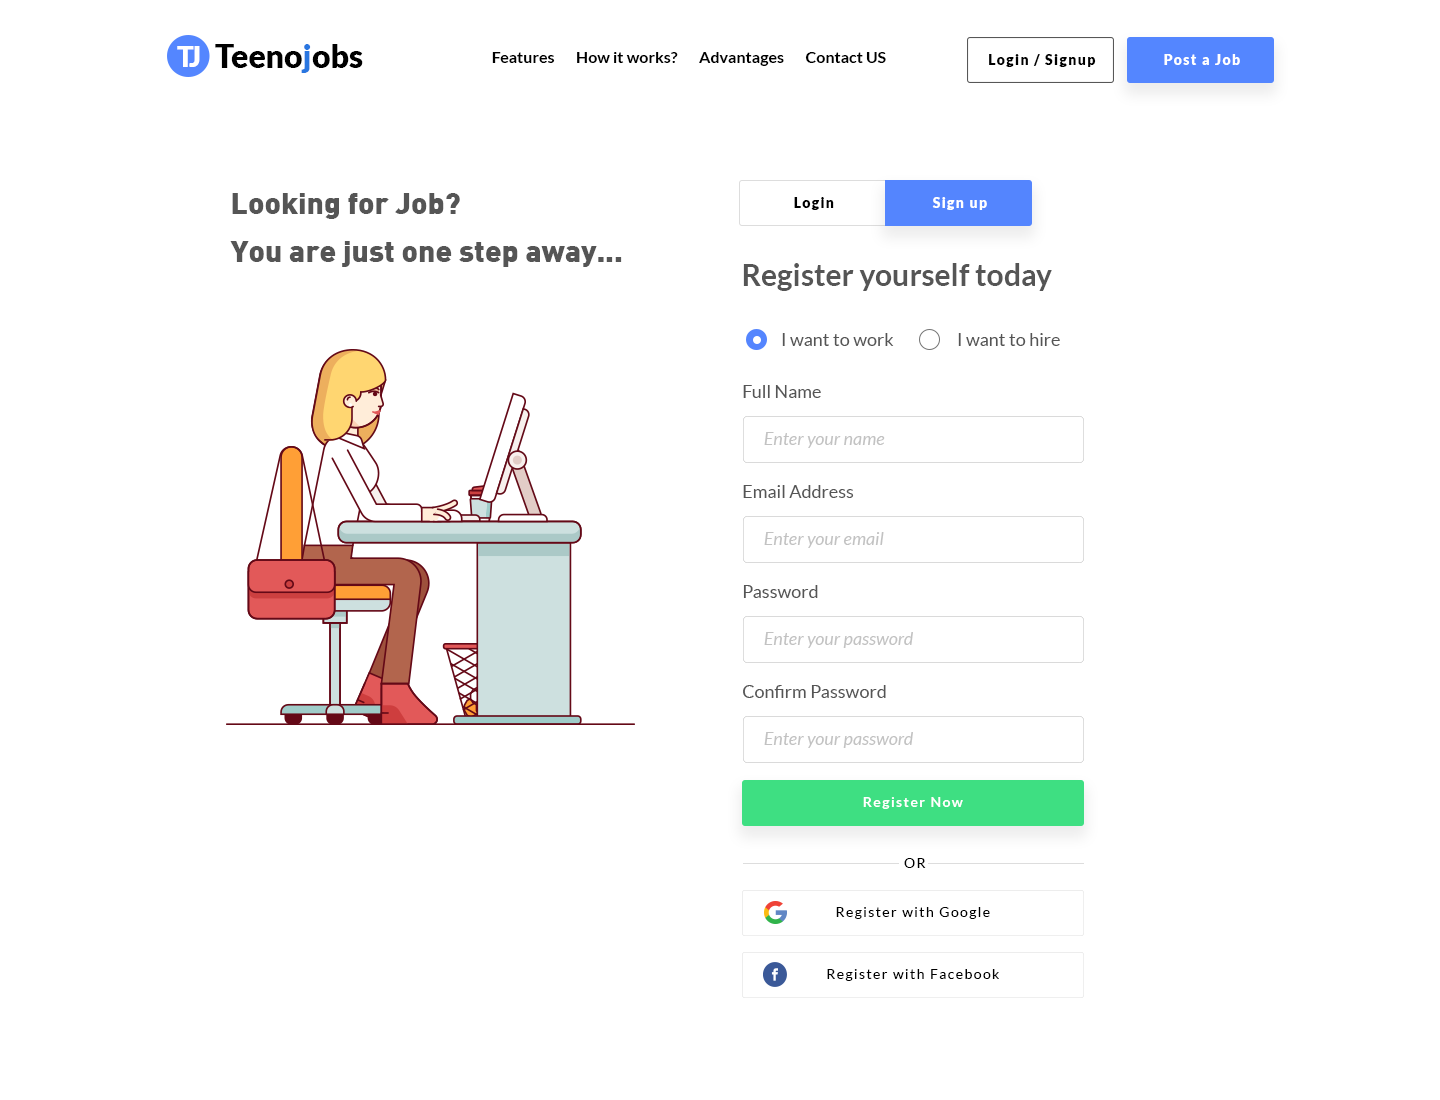 TJ Teenojobs
Features How it works? Advantages Contact US
Login / Signup
Post a Job
Looking for Job?
You are just one step away...
Login
Sign up
Register yourself today
I want to work
I want to hire
Full Name
Enter your name
Email Address
Enter your email
Password
Enter your password
Confirm Password
Enter your password
Register Now
OR
G Register with Google
f Register with Facebook